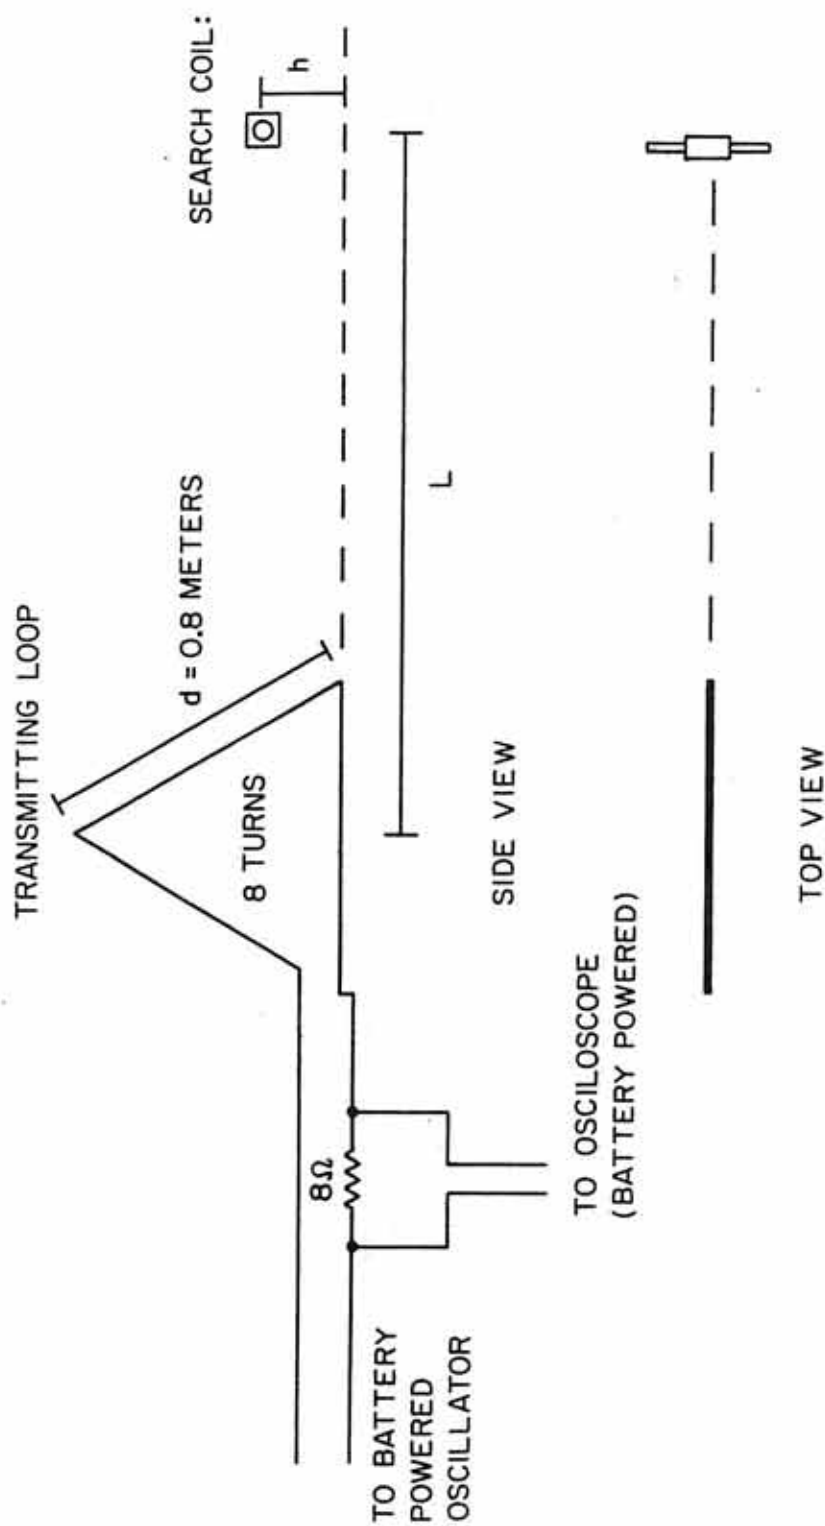 TRANSMITTING LOOP
d = 0.8 METERS
SEARCH COIL:
h
8 TURNS
L
8Ω
TO BATTERY
POWERED
OSCILLATOR
SIDE VIEW
TO OSCILOSCOPE
(BATTERY POWERED)
TOP VIEW